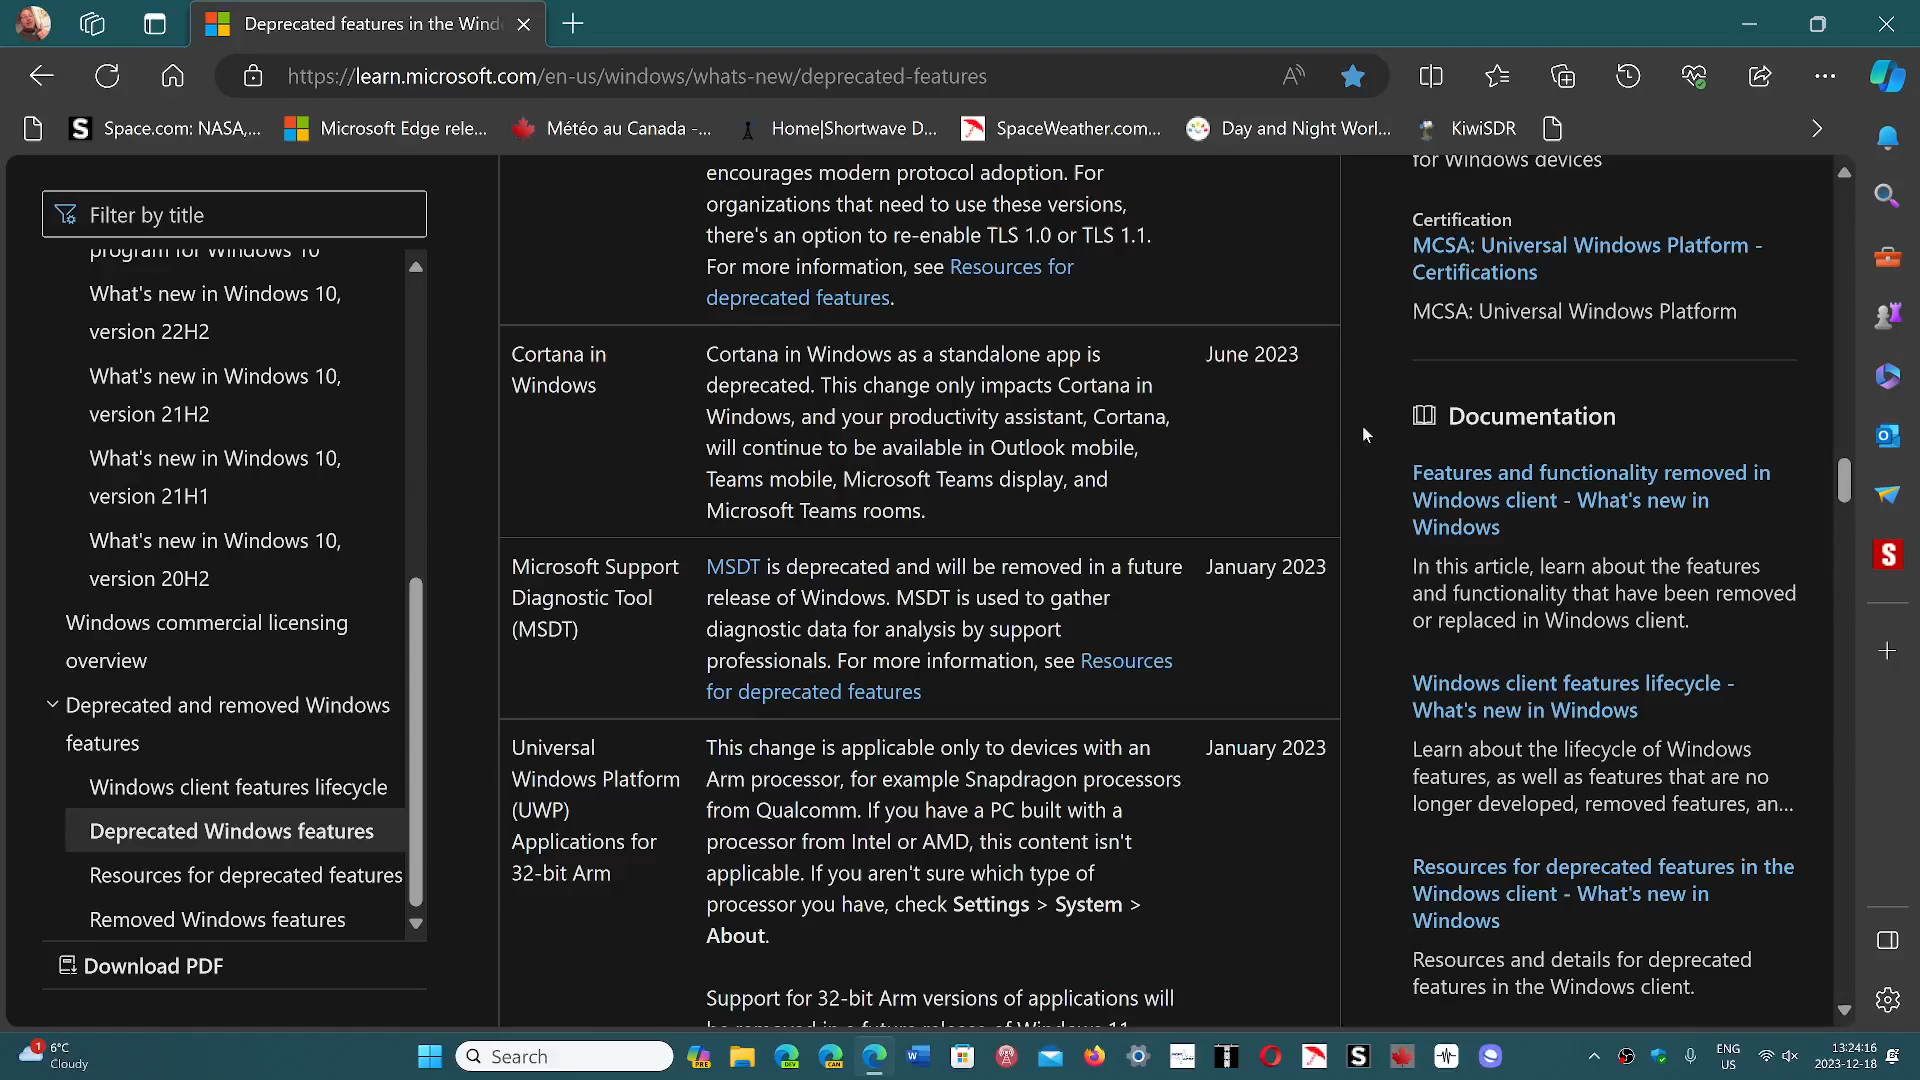 Deprecated features in the Wind
https://learn.microsoft.com/en-us/windows/whats-new/deprecated-features
Space.com: NASA,...
Microsoft Edge rele...
Météo au Canada -...
Home|Shortwave D...
SpaceWeather.com...
Day and Night Worl...
KiwiSDR
Filter by title
program for Windows 10
What's new in Windows 10,
version 22H2
What's new in Windows 10,
version 21H2
What's new in Windows 10,
version 21H1
What's new in Windows 10,
version 20H2
Windows commercial licensing
overview
Deprecated and removed Windows
features
Windows client features lifecycle
Deprecated Windows features
Resources for deprecated features
Removed Windows features
Download PDF
encourages modern protocol adoption. For
organizations that need to use these versions,
there's an option to re-enable TLS 1.0 or TLS 1.1.
For more information, see Resources for
deprecated features.
Cortana in
Windows
Cortana in Windows as a standalone app is
deprecated. This change only impacts Cortana in
Windows, and your productivity assistant, Cortana,
will continue to be available in Outlook mobile,
Teams mobile, Microsoft Teams display, and
Microsoft Teams rooms.
June 2023
Microsoft Support
Diagnostic Tool
(MSDT)
MSDT is deprecated and will be removed in a future
release of Windows. MSDT is used to gather
diagnostic data for analysis by support
professionals. For more information, see Resources
for deprecated features
January 2023
Universal
Windows Platform
(UWP)
Applications for
32-bit Arm
This change is applicable only to devices with an
Arm processor, for example Snapdragon processors
from Qualcomm. If you have a PC built with a
processor from Intel or AMD, this content isn't
applicable. If you aren't sure which type of
processor you have, check Settings > System >
About.
Support for 32-bit Arm versions of applications will
be removed in a future release of Windows 11.
January 2023
for Windows devices
Certification
MCSA: Universal Windows Platform -
Certifications
MCSA: Universal Windows Platform
Documentation
Features and functionality removed in
Windows client - What's new in
Windows
In this article, learn about the features
and functionality that have been removed
or replaced in Windows client.
Windows client features lifecycle -
What's new in Windows
Learn about the lifecycle of Windows
features, as well as features that are no
longer developed, removed features, an...
Resources for deprecated features in the
Windows client - What's new in
Windows
Resources and details for deprecated
features in the Windows client.
1
6°C
Cloudy
Search
PRE
DEV
CAN
ENG
US
13:24:16
2023-12-18